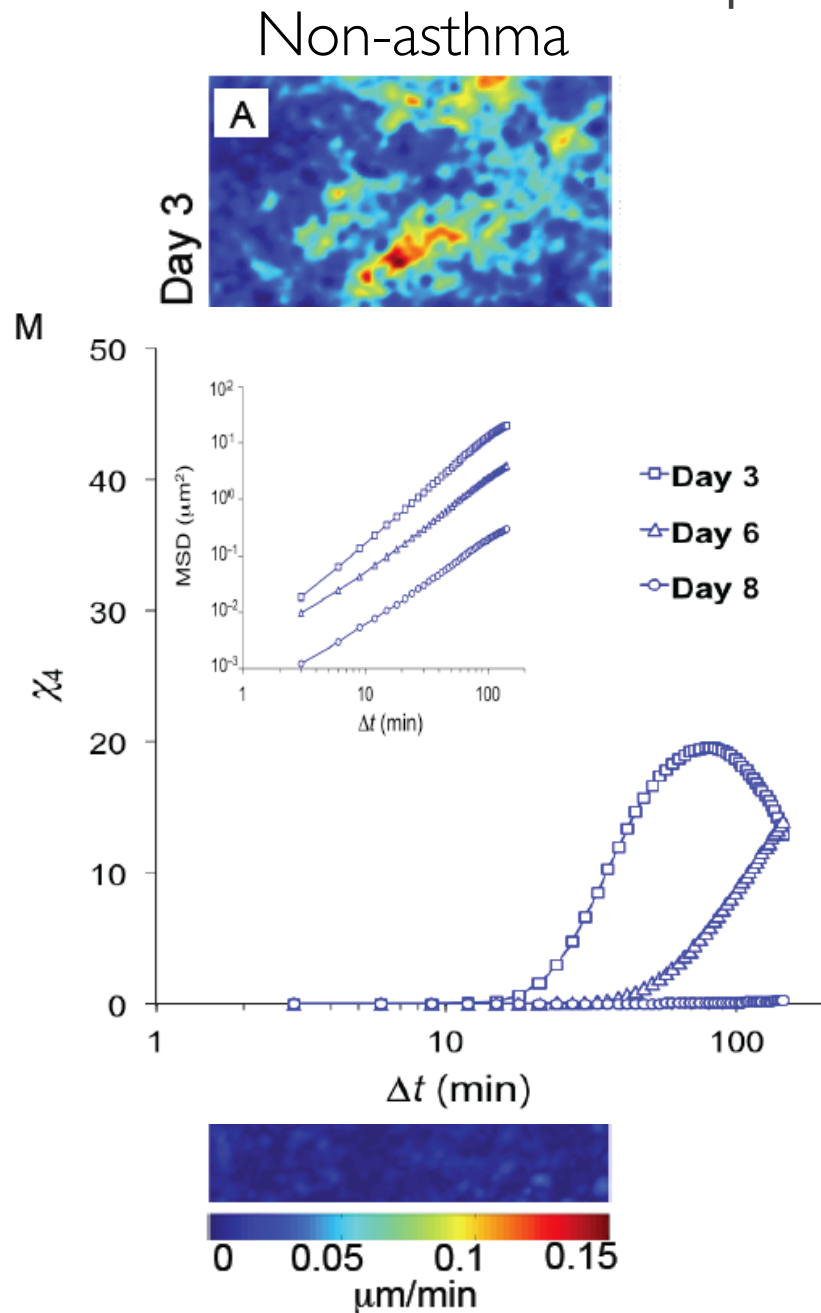 Non-asthma
A
Day 3
M
50
40
30
20
10
0
χ4
10²
10¹
10⁰
10⁻¹
10⁻²
10⁻³
MSD (μm²)
1 10 100
Δt (min)
Day 3
Day 6
Day 8
1 10 100
Δt (min)
0 0.05 0.1 0.15
μm/min